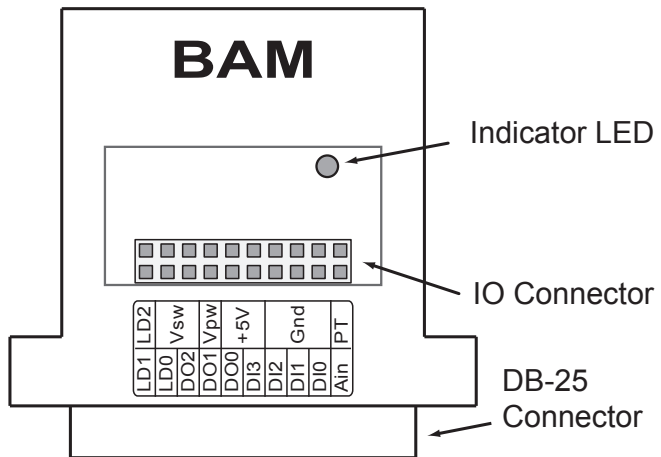 BAM
Indicator LED
IO Connector
LD2 Vsw Vpw +5V Gnd PT
LD1 LD0 DO2 DO1 DO0 DI3 DI2 DI1 DI0 Ain
DB-25
Connector